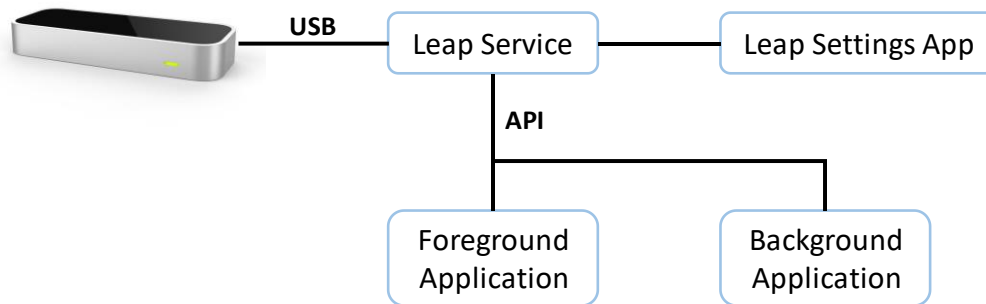 USB
Leap Service
Leap Settings App
API
Foreground
Application
Background
Application